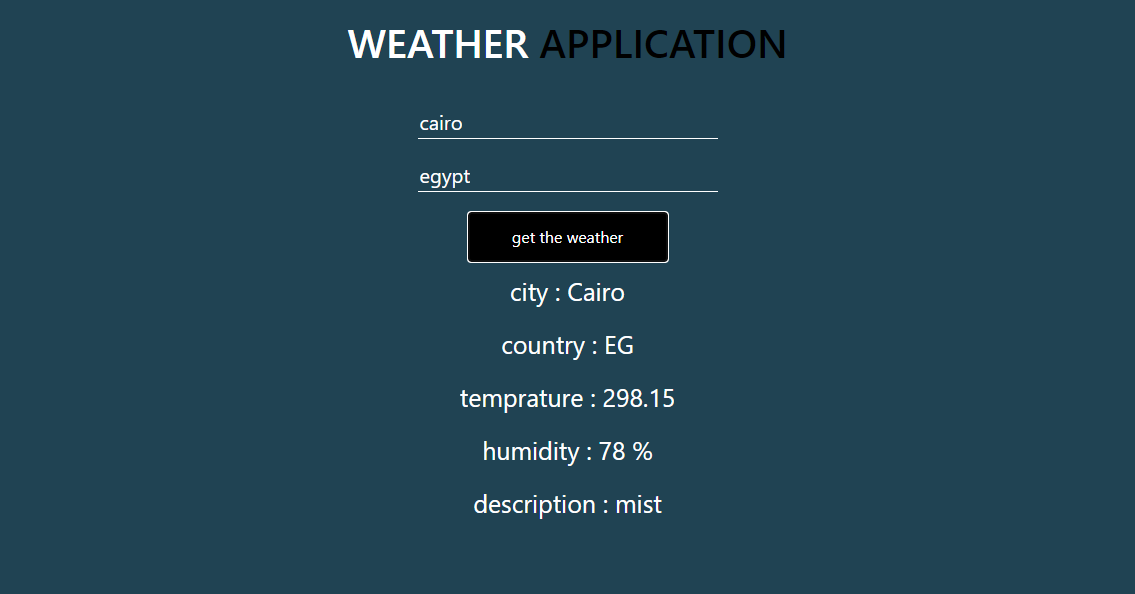 WEATHER APPLICATION
cairo
egypt
get the weather
city : Cairo
country : EG
temprature : 298.15
humidity : 78 %
description : mist